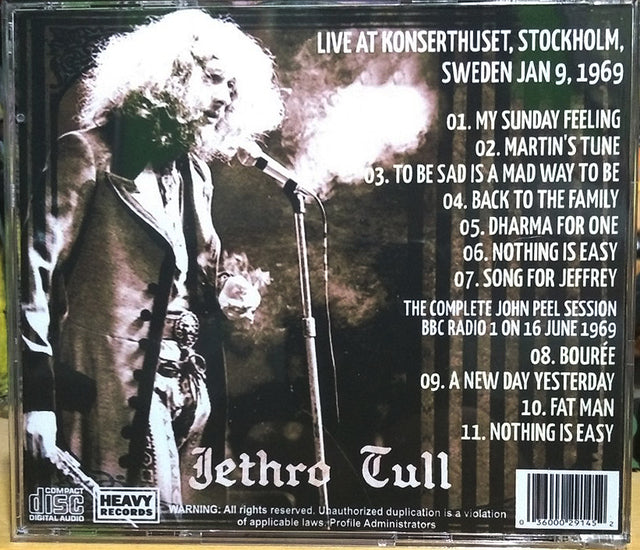 LIVE AT KONSERTHUSET, STOCKHOLM,
SWEDEN JAN 9, 1969
01. MY SUNDAY FEELING
02. MARTIN'S TUNE
03. TO BE SAD IS A MAD WAY TO BE
04. BACK TO THE FAMILY
05. DHARMA FOR ONE
06. NOTHING IS EASY
07. SONG FOR JEFFREY
THE COMPLETE JOHN PEEL SESSION
BBC RADIO 1 ON 16 JUNE 1969
08. BOURÉE
09. A NEW DAY YESTERDAY
10. FAT MAN
11. NOTHING IS EASY
Jethro Tull
COMPACT
disc
DIGITAL AUDIO
HEAVY
RECORDS
WARNING: All rights reserved. Unauthorized duplication is a violation
of applicable laws. Profile Administrators
0 36000 29145 2